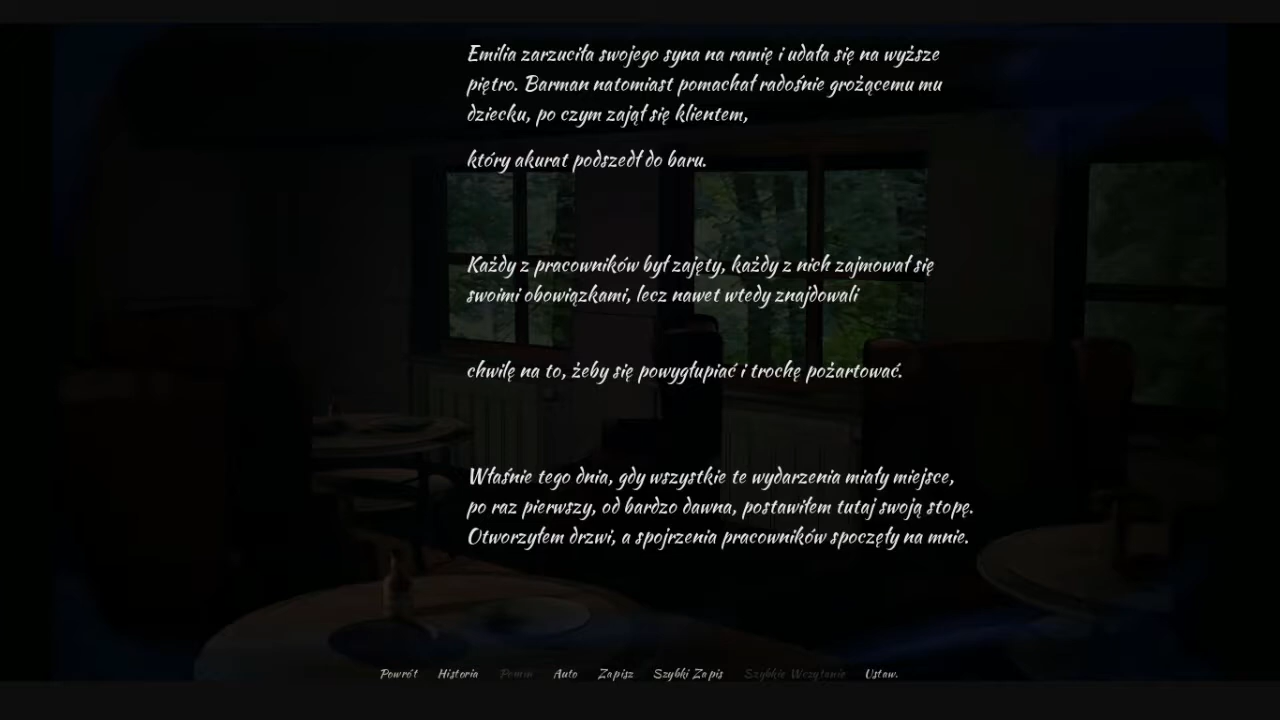 Emilia zarzuciła swojego syna na ramię i udała się na wyższe
piętro. Barman natomiast pomachał radośnie grożącemu mu
dziecku, po czym zajął się klientem,
który akurat podszedł do baru.
Każdy z pracowników był zajęty, każdy z nich zajmował się
swoimi obowiązkami, lecz nawet wtedy znajdowali
chwilę na to, żeby się powygłupiać i trochę pożartować.
Właśnie tego dnia, gdy wszystkie te wydarzenia miały miejsce,
po raz pierwszy, od bardzo dawna, postawiłem tutaj swoją stopę.
Otworzyłem drzwi, a spojrzenia pracowników spoczęły na mnie.
Powrót Historia Pomiń Auto Zapisz Szybki Zapis Szybkie Wczytanie Ustaw.